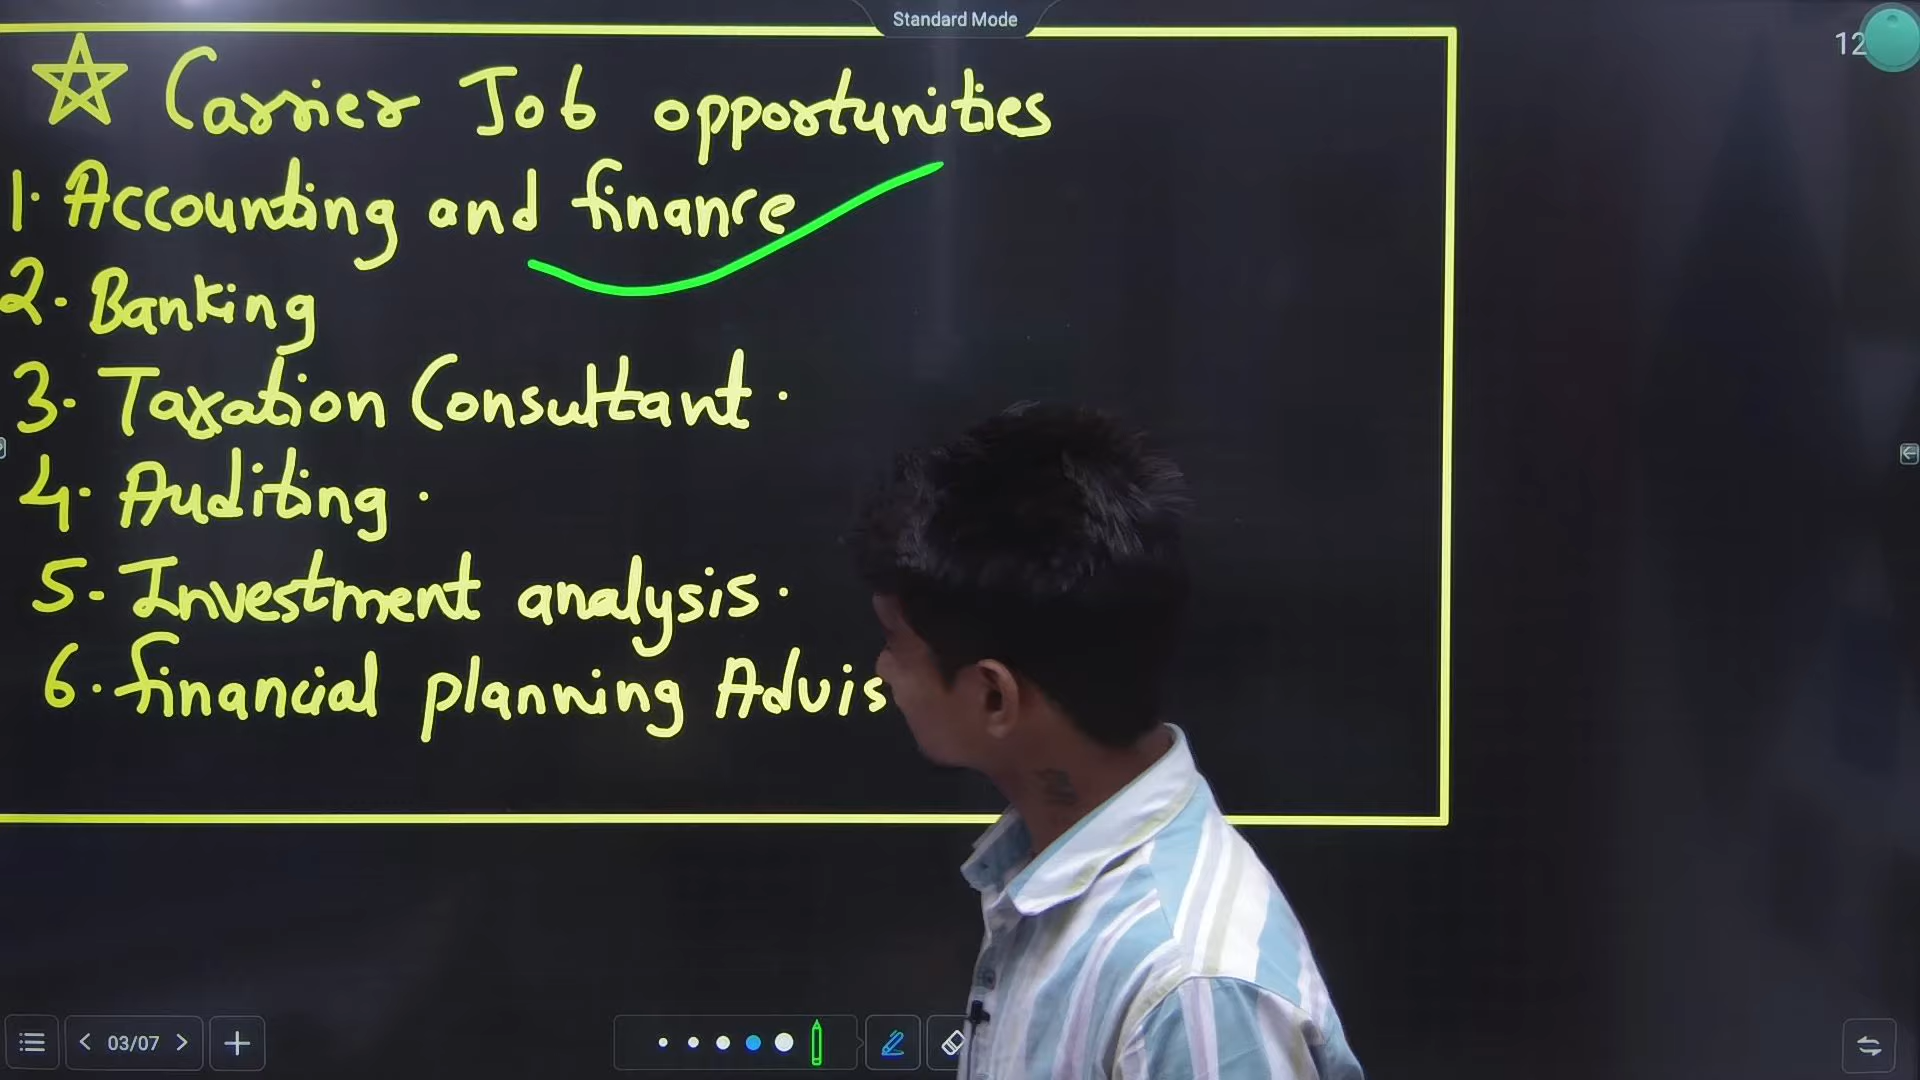 Standard Mode
12
Carrier Job opportunities
1. Accounting and finance
2. Banking
3. Taxation Consultant.
4. Auditing.
5- Investment analysis.
6. financial planning Advis
03/07